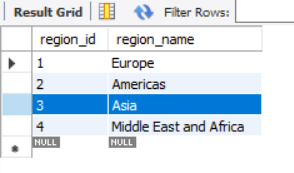 Result Grid Filter Rows:
region_id region_name
1 Europe
2 Americas
3 Asia
4 Middle East and Africa
NULL NULL